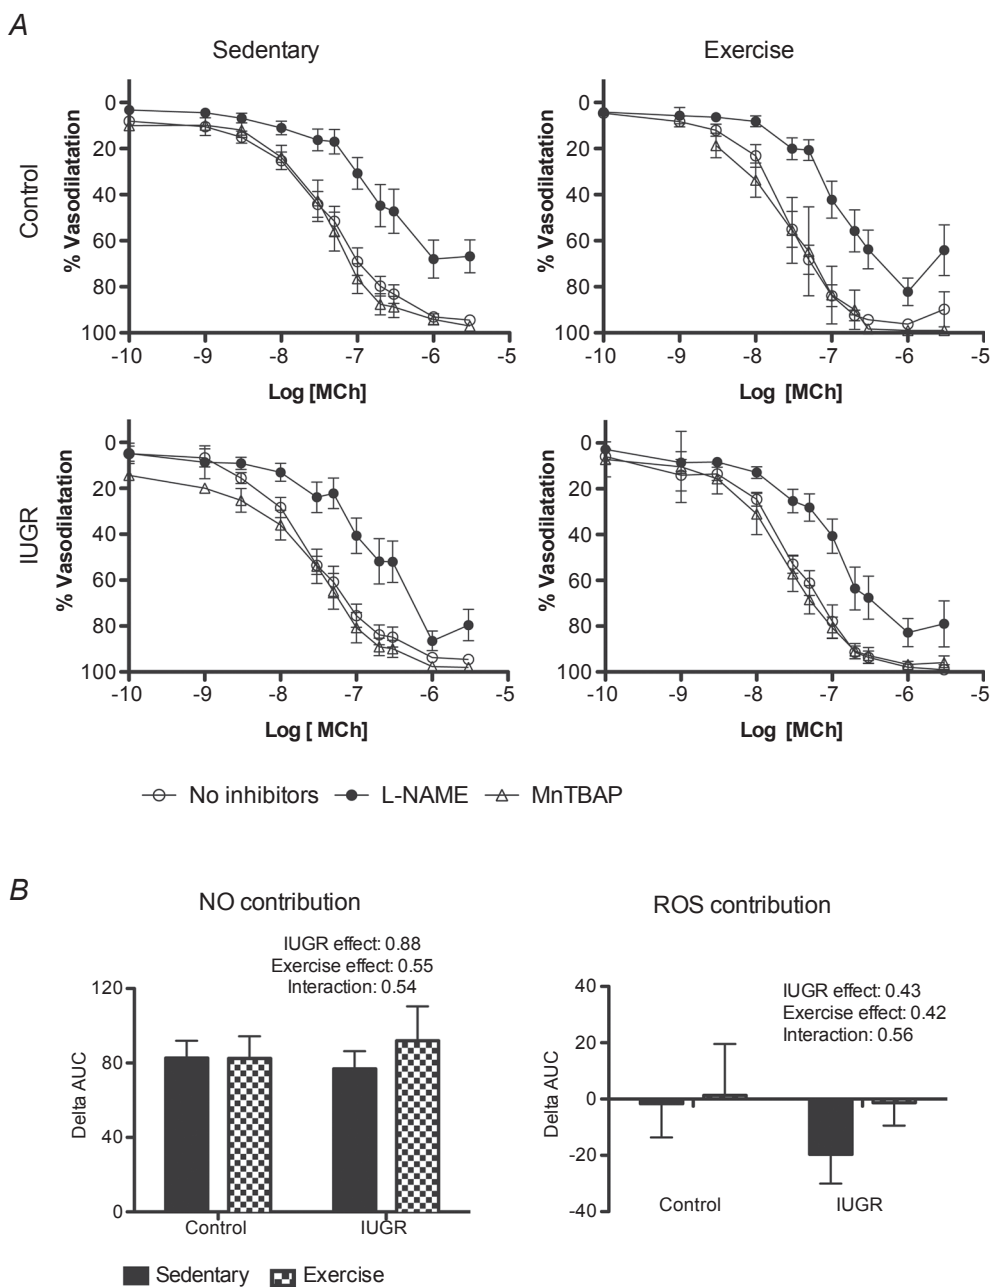 A
Sedentary
Exercise
Control
% Vasodilatation
0
20
40
60
80
100
-10
-9
-8
-7
-6
-5
Log [MCh]
% Vasodilatation
0
20
40
60
80
100
-10
-9
-8
-7
-6
-5
Log [MCh]
IUGR
% Vasodilatation
0
20
40
60
80
100
-10
-9
-8
-7
-6
-5
Log [ MCh]
% Vasodilatation
0
20
40
60
80
100
-10
-9
-8
-7
-6
-5
Log [MCh]
No inhibitors L-NAME MnTBAP
B
NO contribution
IUGR effect: 0.88
Exercise effect: 0.55
Interaction: 0.54
Delta AUC
120
80
40
0
Control IUGR
ROS contribution
IUGR effect: 0.43
Exercise effect: 0.42
Interaction: 0.56
Delta AUC
40
20
0
-20
-40
Control IUGR
Sedentary Exercise